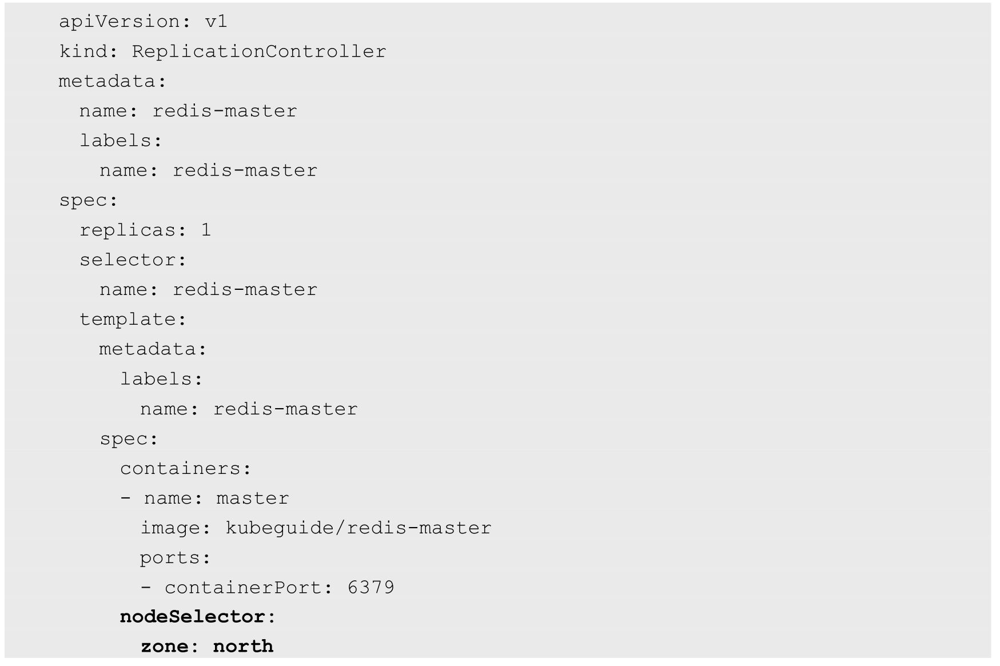 apiVersion: v1
kind: ReplicationController
metadata:
  name: redis-master
  labels:
    name: redis-master
spec:
  replicas: 1
  selector:
    name: redis-master
  template:
    metadata:
      labels:
        name: redis-master
    spec:
      containers:
      - name: master
        image: kubeguide/redis-master
        ports:
        - containerPort: 6379
      nodeSelector:
        zone: north